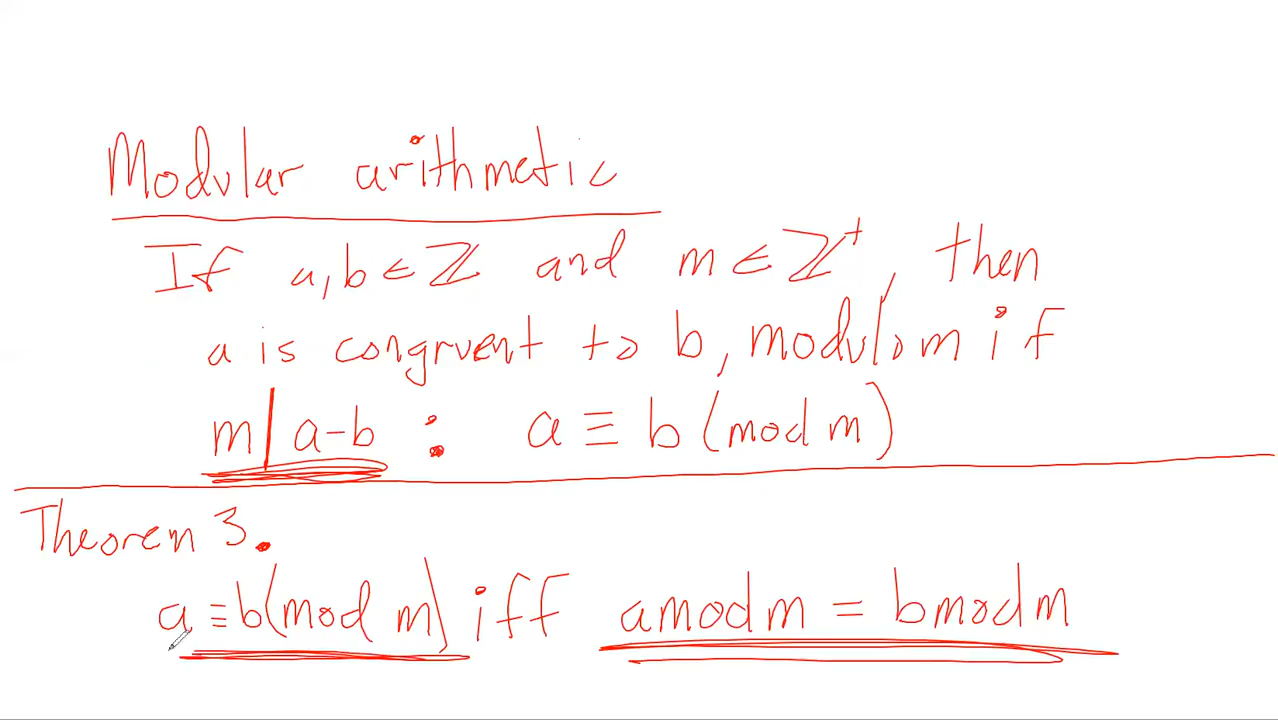 Modular arithmetic
If a, b ∈ ℤ and m ∈ ℤ⁺, then
a is congruent to b, modulo m if
m | a-b : a ≡ b (mod m)
Theorem 3.
a ≡ b (mod m) iff a mod m = b mod m